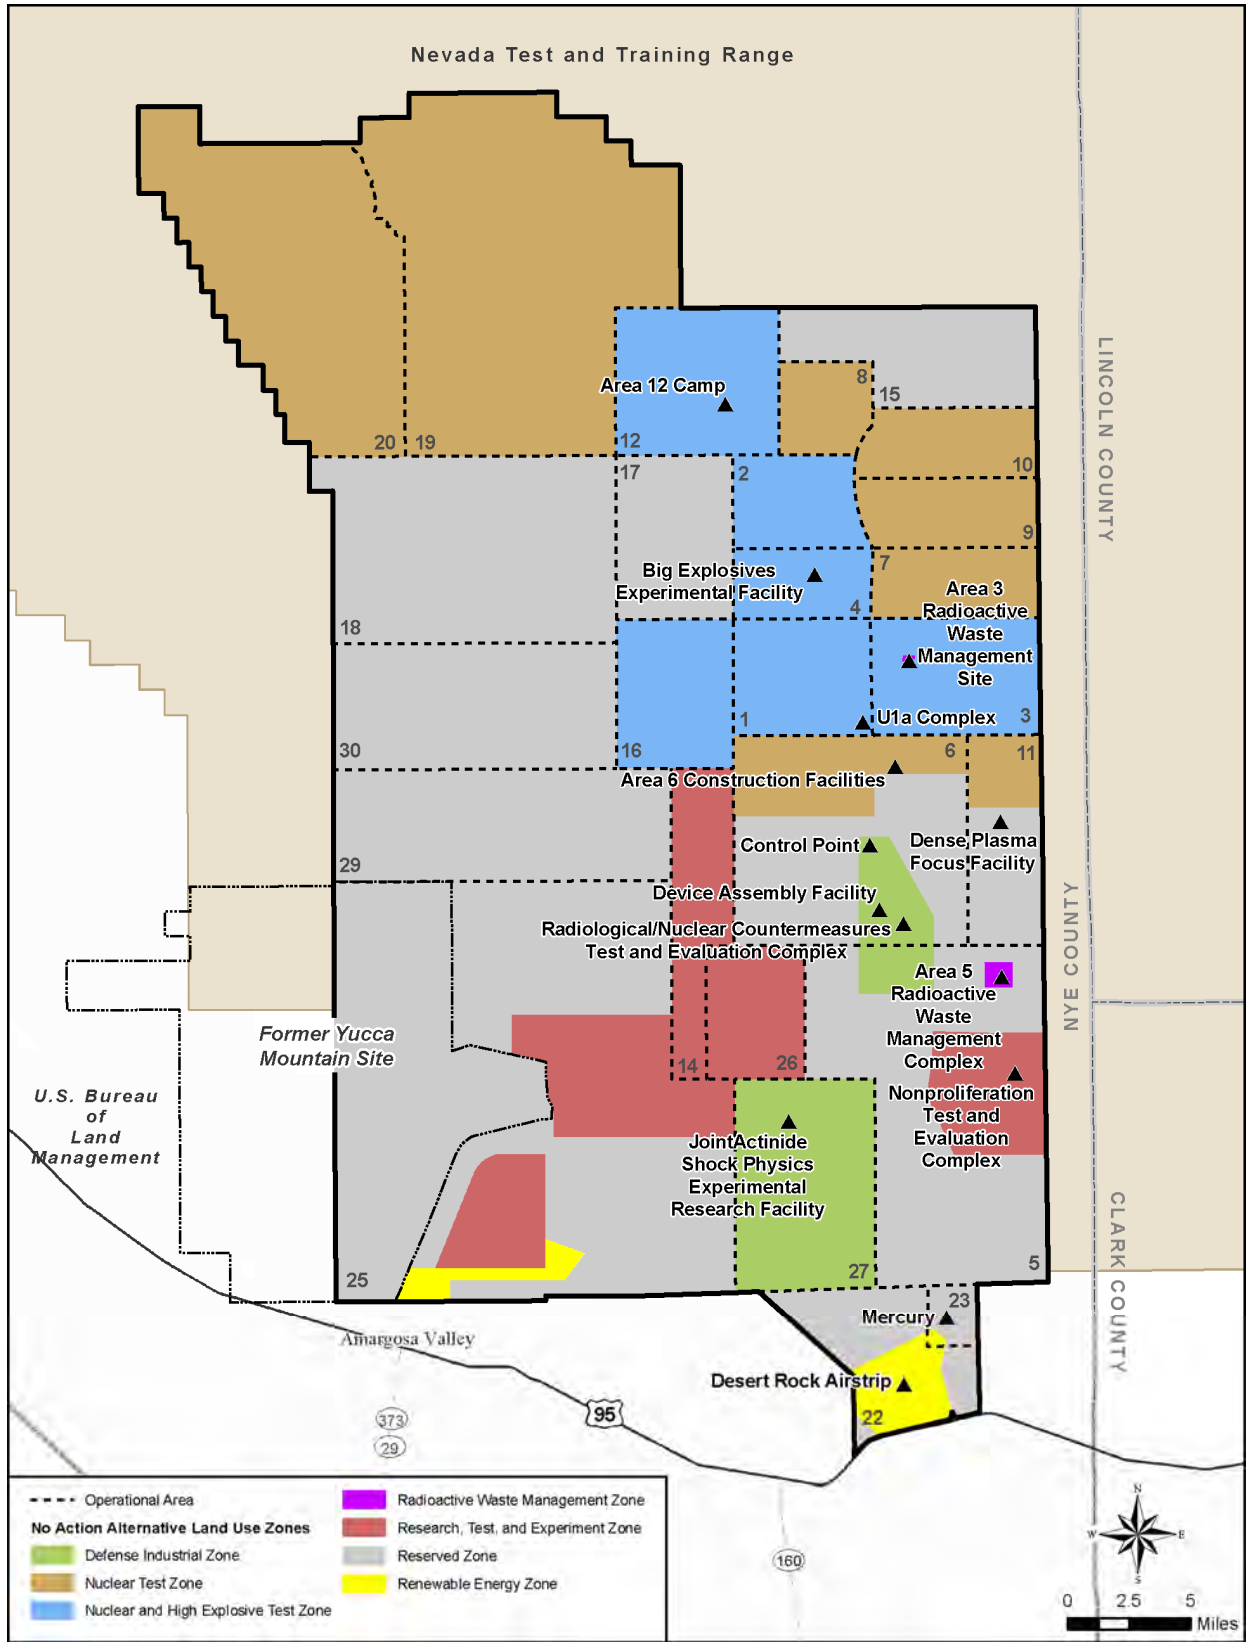 Nevada Test and Training Range
LINCOLN COUNTY
Area 12 Camp
8
15
20
19
12
10
17
2
9
7
Big Explosives
Experimental Facility
4
Area 3
Radioactive
Waste
Management
Site
18
1
U1a Complex
3
30
16
6
11
Area 6 Construction Facilities
Control Point
Dense Plasma
Focus Facility
29
Device Assembly Facility
Radiological/Nuclear Countermeasures
Test and Evaluation Complex
NYE COUNTY
Area 5
Radioactive
Waste
Management
Complex
Former Yucca
Mountain Site
14
26
U.S. Bureau
of
Land
Management
Nonproliferation
Test and
Evaluation
Complex
JointActinide
Shock Physics
Experimental
Research Facility
CLARK COUNTY
25
27
5
23
Mercury
Amargosa Valley
Desert Rock Airstrip
22
373
29
95
160
Operational Area
No Action Alternative Land Use Zones
Defense Industrial Zone
Nuclear Test Zone
Nuclear and High Explosive Test Zone
Radioactive Waste Management Zone
Research, Test, and Experiment Zone
Reserved Zone
Renewable Energy Zone
N
W
E
S
0 2.5 5
Miles